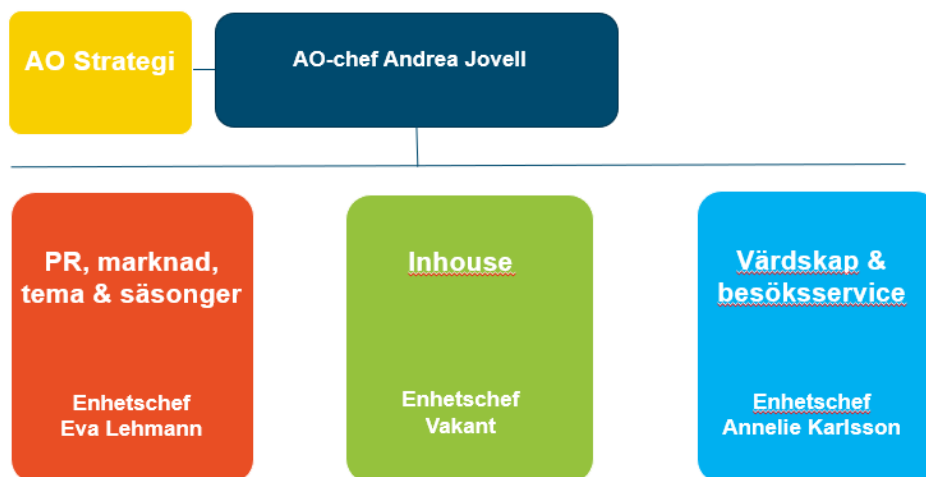 AO Strategi
AO-chef Andrea Jovell
PR, marknad,
tema & säsonger
Enhetschef
Eva Lehmann
Inhouse
Enhetschef
Vakant
Värdskap &
besöksservice
Enhetschef
Annelie Karlsson